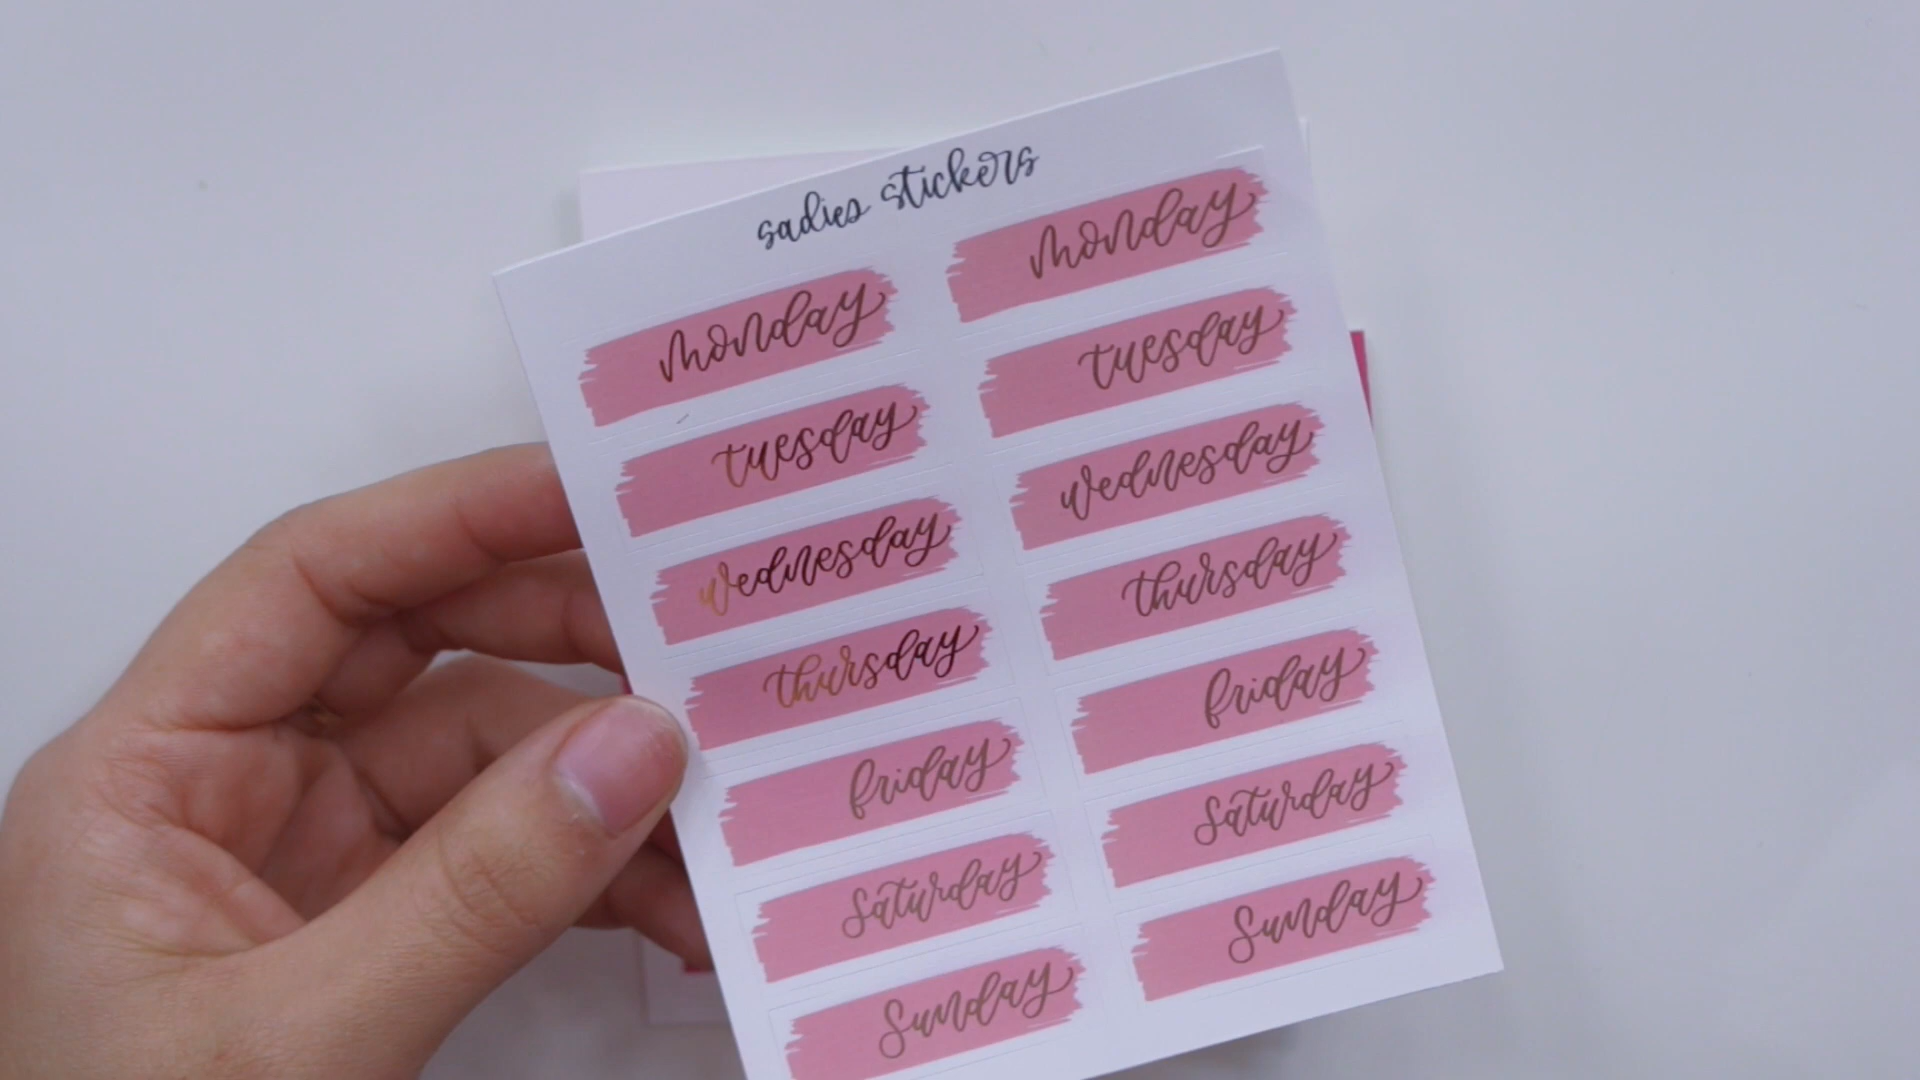 sadies stickers
monday
tuesday
wednesday
thursday
friday
saturday
sunday
monday
tuesday
wednesday
thursday
friday
saturday
sunday